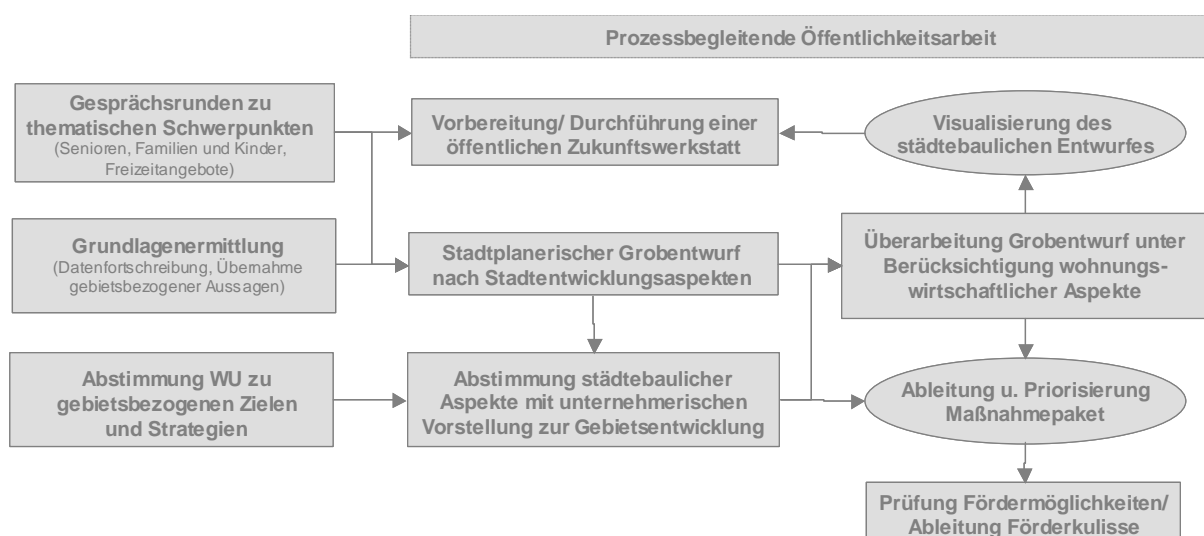 Prozessbegleitende Öffentlichkeitsarbeit
Gesprächsrunden zu
thematischen Schwerpunkten
(Senioren, Familien und Kinder,
Freizeitangebote)
Vorbereitung/ Durchführung einer
öffentlichen Zukunftswerkstatt
Visualisierung des
städtebaulichen Entwurfes
Grundlagenermittlung
(Datenfortschreibung, Übernahme
gebietsbezogener Aussagen)
Stadtplanerischer Grobentwurf
nach Stadtentwicklungsaspekten
Überarbeitung Grobentwurf unter
Berücksichtigung wohnungs-
wirtschaftlicher Aspekte
Abstimmung WU zu
gebietsbezogenen Zielen
und Strategien
Abstimmung städtebaulicher
Aspekte mit unternehmerischen
Vorstellung zur Gebietsentwicklung
Ableitung u. Priorisierung
Maßnahmepaket
Prüfung Fördermöglichkeiten/
Ableitung Förderkulisse